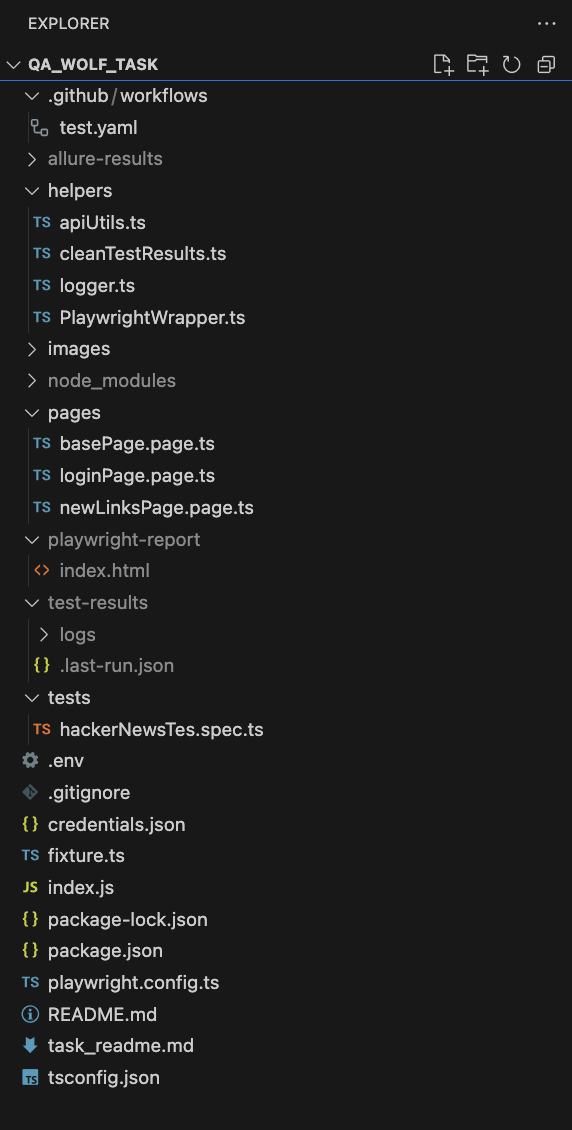 EXPLORER ...
QA_WOLF_TASK
.github/workflows
test.yaml
allure-results
helpers
TS apiUtils.ts
TS cleanTestResults.ts
TS logger.ts
TS PlaywrightWrapper.ts
images
node_modules
pages
TS basePage.page.ts
TS loginPage.page.ts
TS newLinksPage.page.ts
playwright-report
<> index.html
test-results
logs
{} .last-run.json
tests
TS hackerNewsTes.spec.ts
.env
.gitignore
{} credentials.json
TS fixture.ts
JS index.js
{} package-lock.json
{} package.json
TS playwright.config.ts
README.md
task_readme.md
TS tsconfig.json